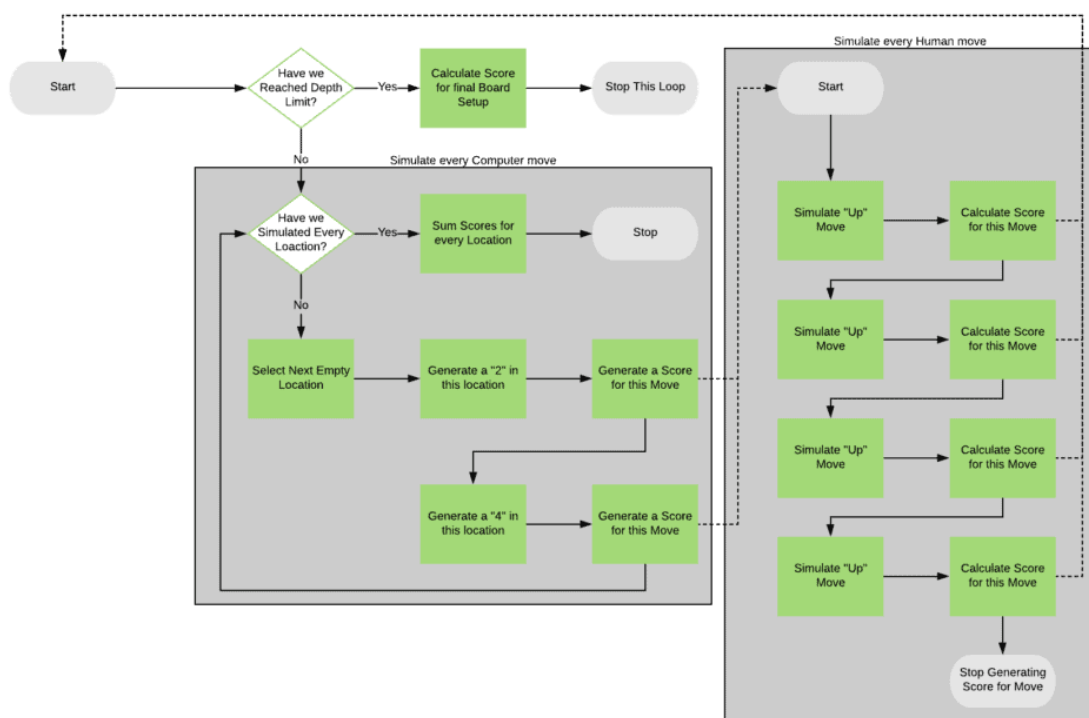 Simulate every Human move
Start
Have we
Reached Depth
Limit?
Yes
Calculate Score
for final Board
Setup
Stop This Loop
Start
No
Simulate every Computer move
Have we
Simulated Every
Loaction?
Yes
Sum Scores for
every Location
Stop
Simulate "Up"
Move
Calculate Score
for this Move
No
Simulate "Up"
Move
Calculate Score
for this Move
Select Next Empty
Location
Generate a "2" in
this location
Generate a Score
for this Move
Simulate "Up"
Move
Calculate Score
for this Move
Generate a "4" in
this location
Generate a Score
for this Move
Simulate "Up"
Move
Calculate Score
for this Move
Stop Generating
Score for Move